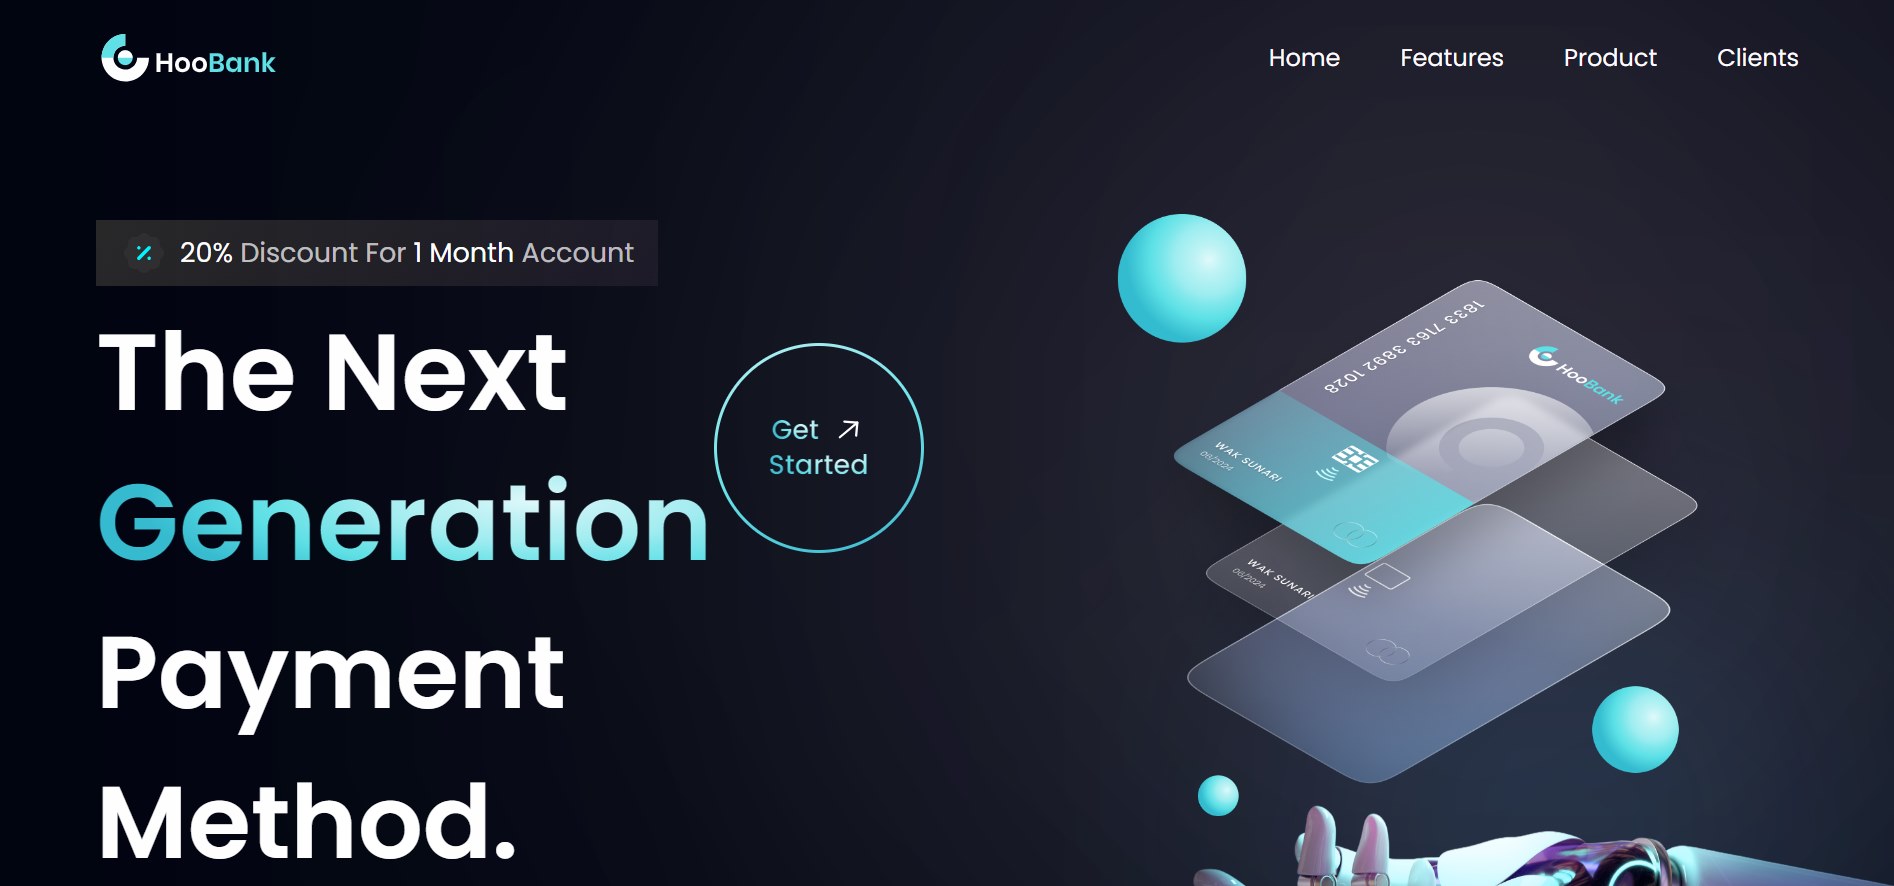 HooBank
Home
Features
Product
Clients
20% Discount For 1 Month Account
The Next
Generation
Payment
Method.
Get
Started
1833 7163 3892 1028
HooBank
WAK SUNARI
06/2024
WAK SUNARI
06/2024